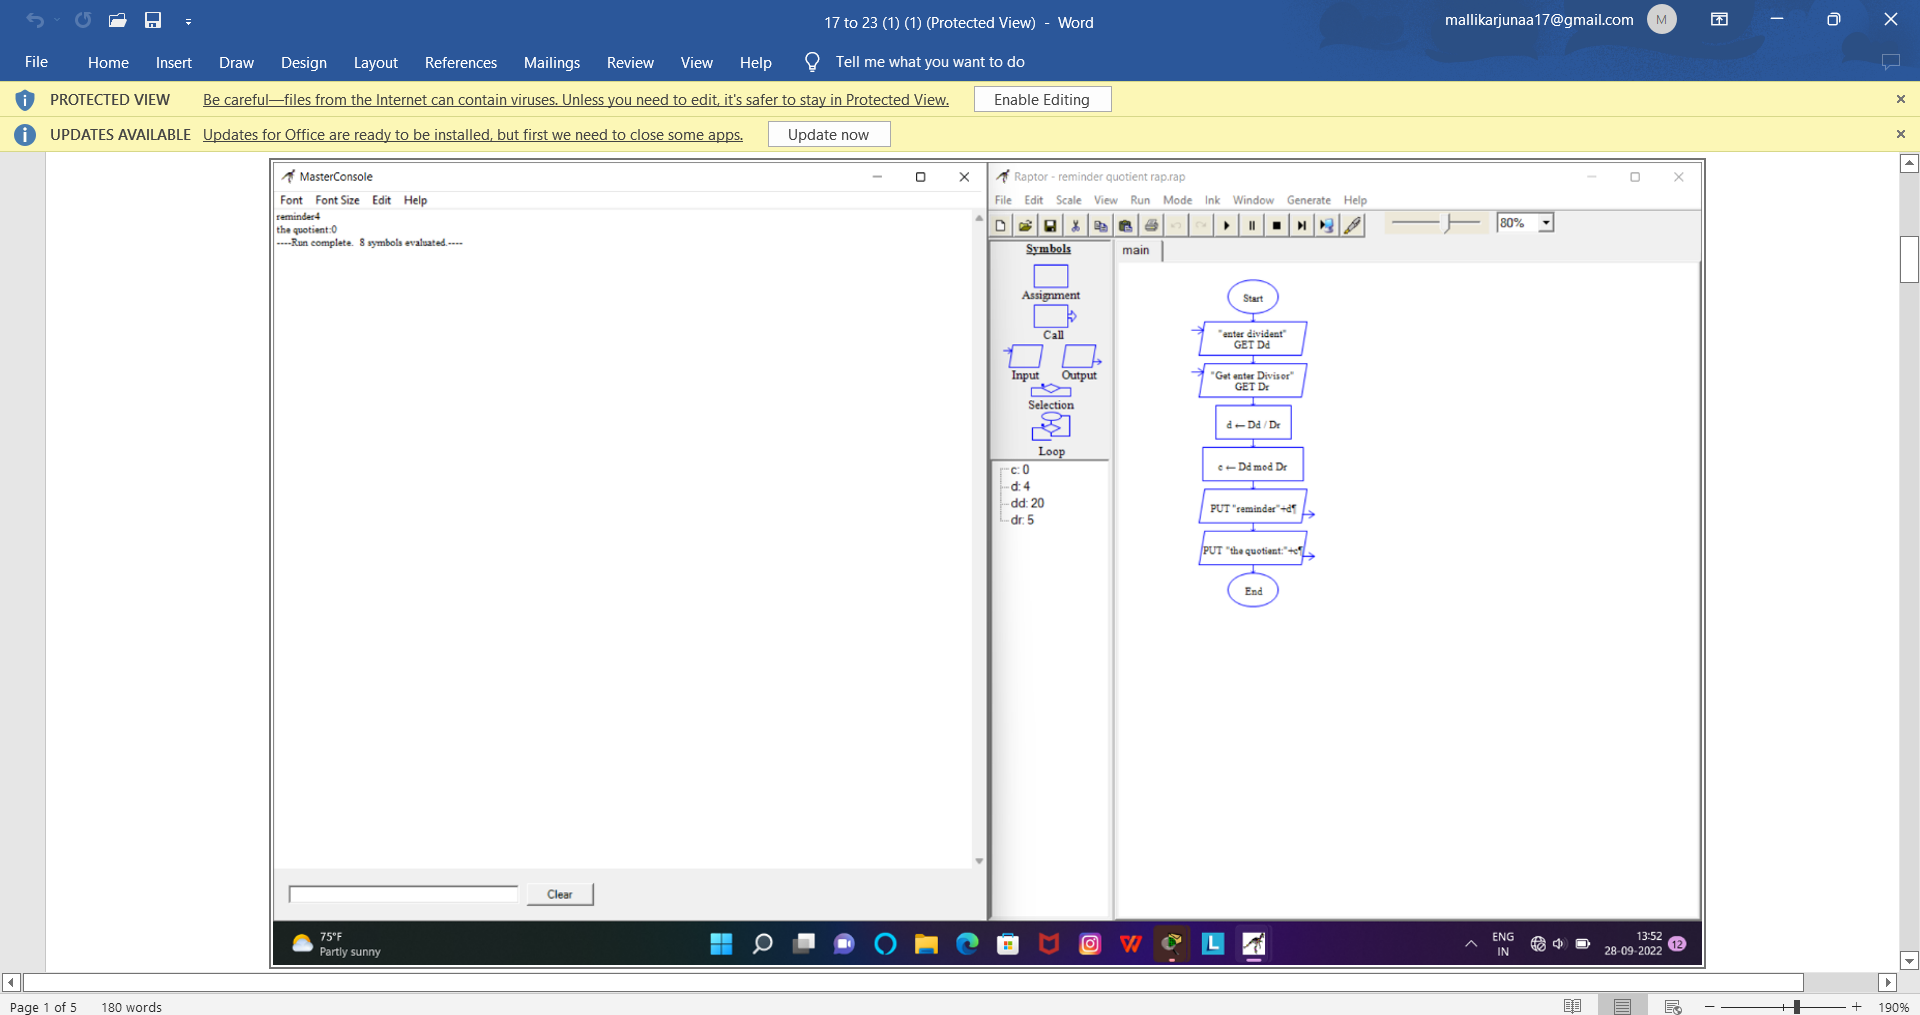 17 to 23 (1) (1) (Protected View) - Word
mallikarjunaa17@gmail.com
M
File
Home
Insert
Draw
Design
Layout
References
Mailings
Review
View
Help
Tell me what you want to do
PROTECTED VIEW
Be careful—files from the Internet can contain viruses. Unless you need to edit, it's safer to stay in Protected View.
Enable Editing
UPDATES AVAILABLE
Updates for Office are ready to be installed, but first we need to close some apps.
Update now
MasterConsole
Font
Font Size
Edit
Help
reminder4
the quotient:0
----Run complete. 8 symbols evaluated.----
Clear
Raptor - reminder quotient rap.rap
File
Edit
Scale
View
Run
Mode
Ink
Window
Generate
Help
80%
Symbols
Assignment
Call
Input
Output
Selection
Loop
c: 0
d: 4
dd: 20
dr: 5
main
Start
"enter divident"
GET Dd
"Get enter Divisor"
GET Dr
d ← Dd / Dr
c ← Dd mod Dr
PUT "reminder"+d¶
PUT "the quotient:"+c¶
End
75°F
Partly sunny
ENG
IN
13:52
28-09-2022
12
Page 1 of 5
180 words
190%